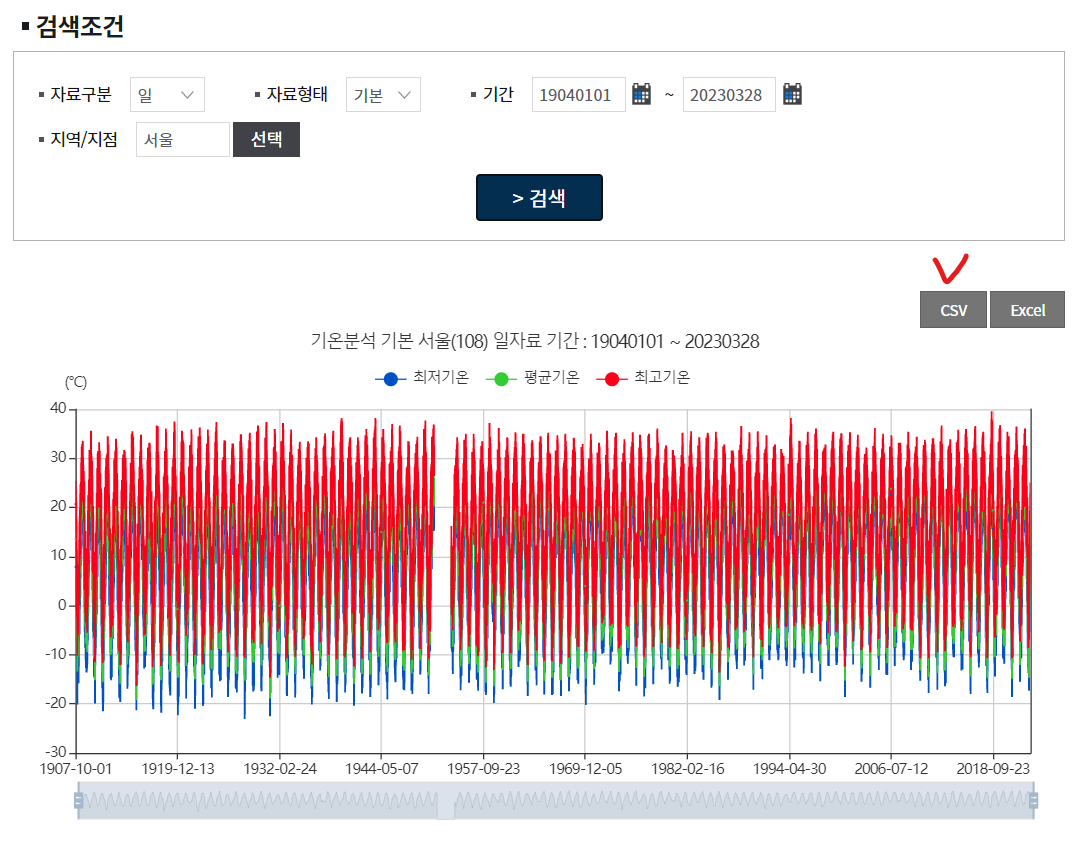 검색조건
자료구분 일 자료형태 기본 기간 19040101 ~ 20230328
지역/지점 서울 선택
> 검색
CSV Excel
기온분석 기본 서울(108) 일자료 기간 : 19040101 ~ 20230328
최저기온 평균기온 최고기온
(℃)
40
30
20
10
0
-10
-20
-30
1907-10-01 1919-12-13 1932-02-24 1944-05-07 1957-09-23 1969-12-05 1982-02-16 1994-04-30 2006-07-12 2018-09-23